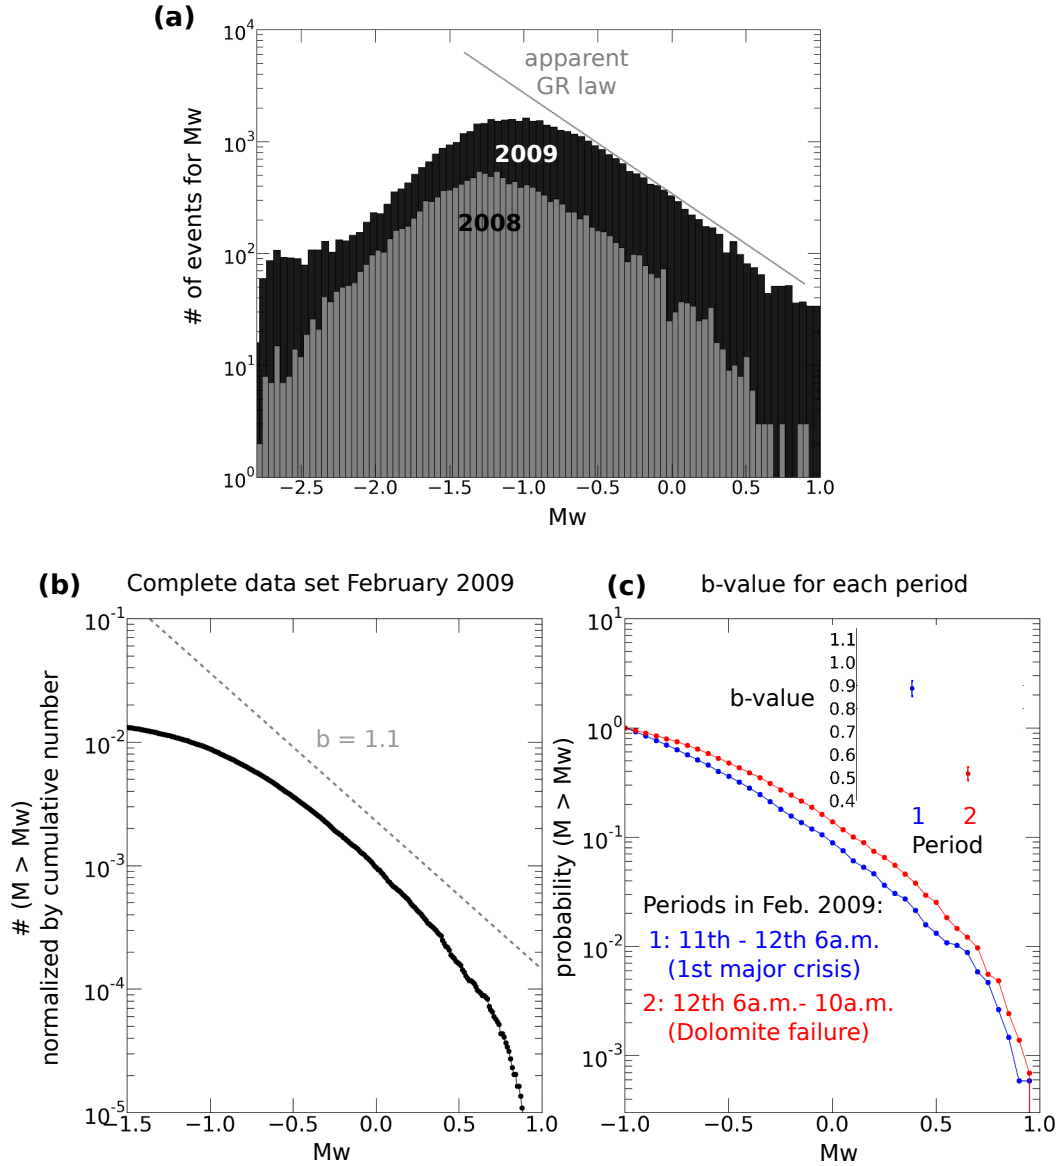 (a)
10^4
10^3
10^2
10^1
10^0
# of events for Mw
apparent
GR law
2009
2008
−2.5 −2.0 −1.5 −1.0 −0.5 0.0 0.5 1.0
Mw
(b) Complete data set February 2009
10^-1
10^-2
10^-3
10^-4
10^-5
# (M > Mw)
normalized by cumulative number
b = 1.1
-1.5 -1.0 -0.5 0.0 0.5 1.0
Mw
(c) b-value for each period
10^1
10^0
10^-1
10^-2
10^-3
probability (M > Mw)
b-value
1.1
1.0
0.9
0.8
0.7
0.6
0.5
0.4
1 2
Period
Periods in Feb. 2009:
1: 11th - 12th 6a.m.
(1st major crisis)
2: 12th 6a.m.- 10a.m.
(Dolomite failure)
-1.0 -0.5 0.0 0.5 1.0
Mw